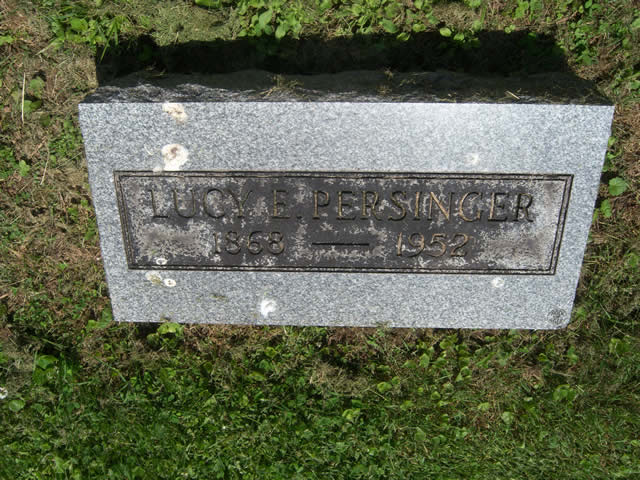 LUCY E. PERSINGER
1868 — 1952